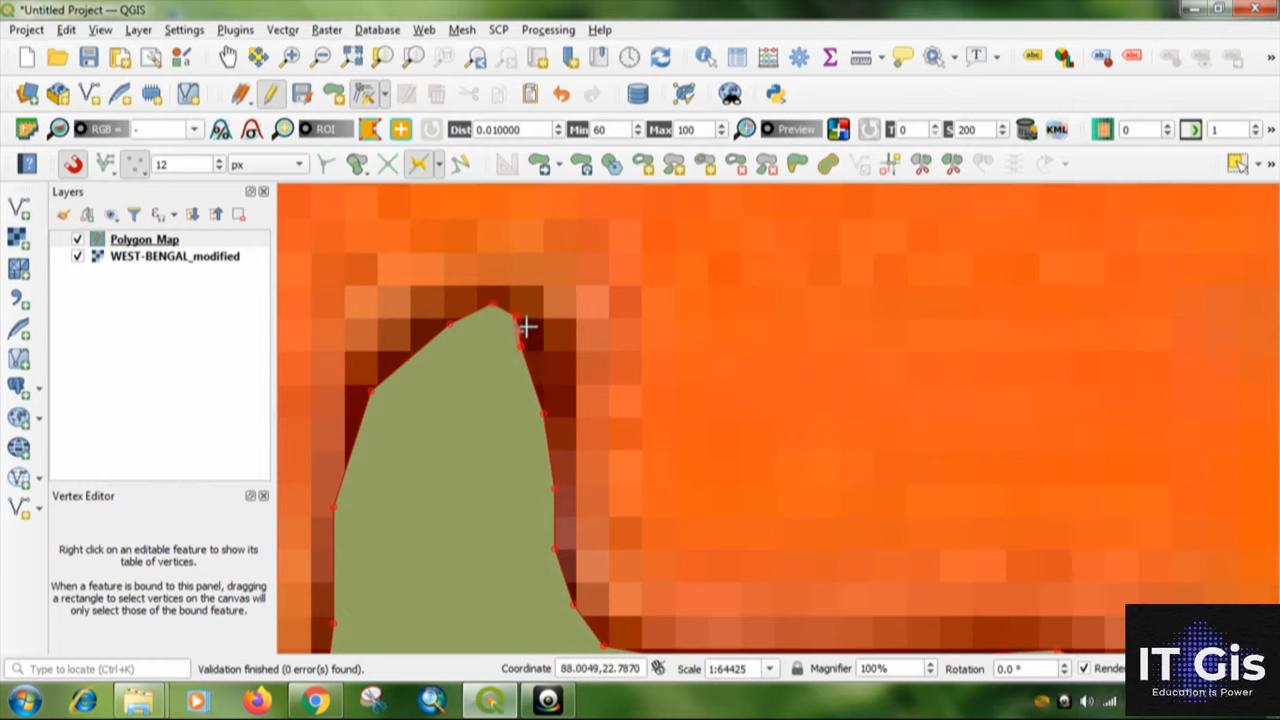 *Untitled Project — QGIS
Project Edit View Layer Settings Plugins Vector Raster Database Web Mesh SCP Processing Help
RGB = - ROI Dist 0.010000 Min 60 Max 100 Preview T 0 S 200 KML 0 1
12 px
Layers
Polygon_Map
WEST-BENGAL_modified
Vertex Editor
Right click on an editable feature to show its
table of vertices.
When a feature is bound to this panel, dragging
a rectangle to select vertices on the canvas will
only select those of the bound feature.
Type to locate (Ctrl+K) Validation finished (0 error(s) found). Coordinate 88.0049,22.7870 Scale 1:64425 Magnifier 100% Rotation 0.0 ° Rende
IT Gis
Education is Power